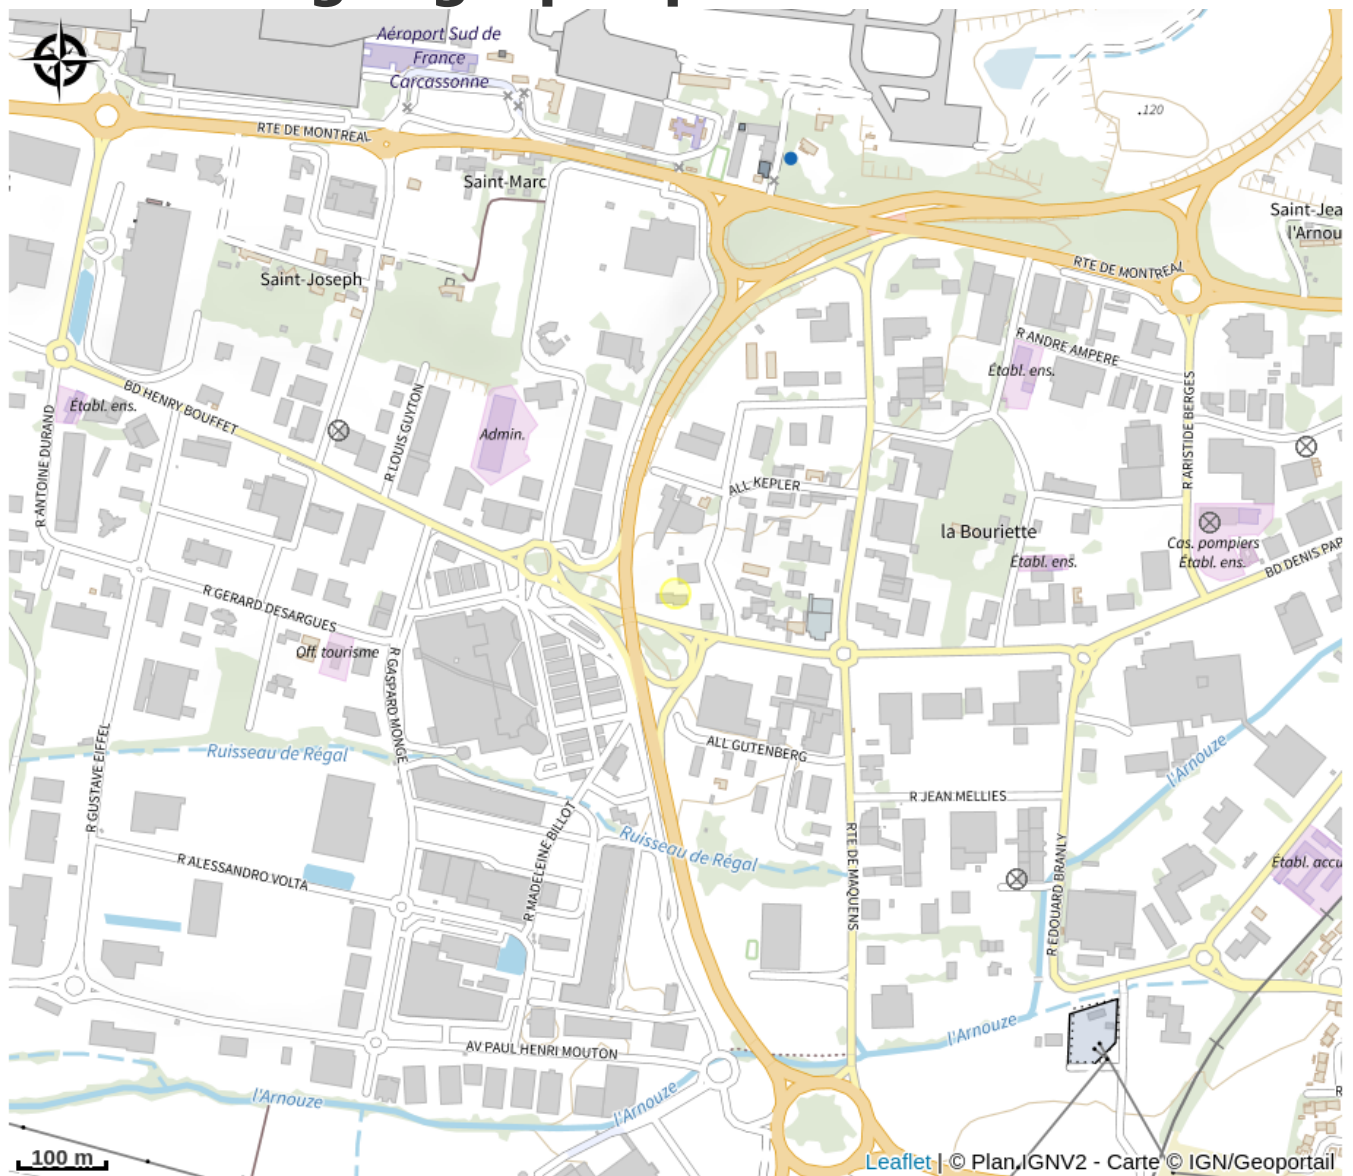 Aéroport Sud de
France
Carcassonne
.120
RTE DE MONTREAL
Saint-Marc
Saint-Jea
l'Arnou
Saint-Joseph
RTE DE MONTREAL
R ANDRE AMPERE
Établ. ens.
BD HENRY BOUFFET
Établ. ens.
R LOUIS GUYTON
R ARISTIDE BERGES
Admin.
R ANTOINE DURAND
ALL KEPLER
la Bouriette
Cas. pompiers
Établ. ens.
Établ. ens.
BD DENIS PAP
R GERARD DESARGUES
Off. tourisme
R GASPARD MONGE
R GUSTAVE EIFFEL
Ruisseau de Régal
ALL GUTENBERG
l'Arnouze
R JEAN MELLIES
R MADELEINE BILLOT
Ruisseau de Régal
RTE DE MAQUENS
R EDOUARD BRANLY
Établ. accu
R ALESSANDRO VOLTA
l'Arnouze
AV PAUL HENRI MOUTON
l'Arnouze
l'Arnouze
R
100 m
Leaflet | © Plan IGNV2 - Carte © IGN/Geoportail